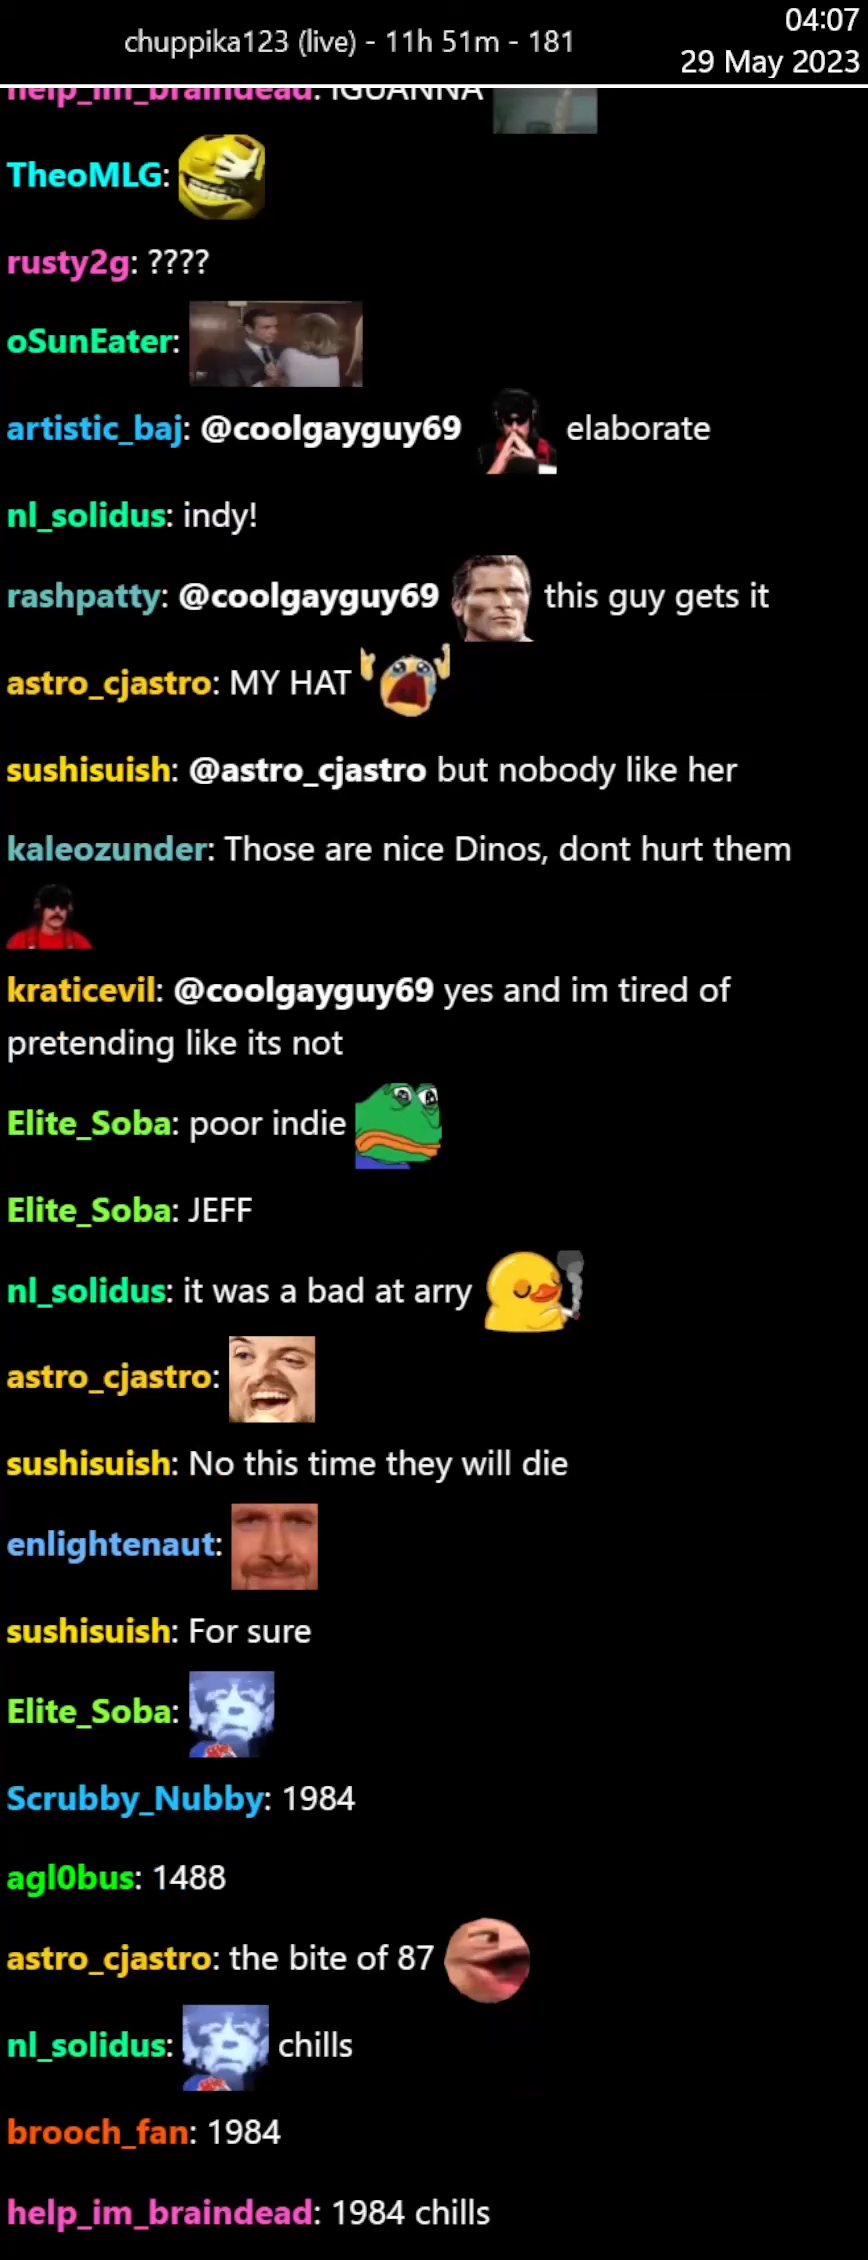 04:07
chuppika123 (live) - 11h 51m - 181
29 May 2023
help_im_braindead: IGUANNA
TheoMLG:
rusty2g: ????
oSunEater:
artistic_baj: @coolgayguy69 elaborate
nl_solidus: indy!
rashpatty: @coolgayguy69 this guy gets it
astro_cjastro: MY HAT
sushisuish: @astro_cjastro but nobody like her
kaleozunder: Those are nice Dinos, dont hurt them
kraticevil: @coolgayguy69 yes and im tired of
pretending like its not
Elite_Soba: poor indie
Elite_Soba: JEFF
nl_solidus: it was a bad at arry
astro_cjastro:
sushisuish: No this time they will die
enlightenaut:
sushisuish: For sure
Elite_Soba:
Scrubby_Nubby: 1984
agl0bus: 1488
astro_cjastro: the bite of 87
nl_solidus: chills
brooch_fan: 1984
help_im_braindead: 1984 chills